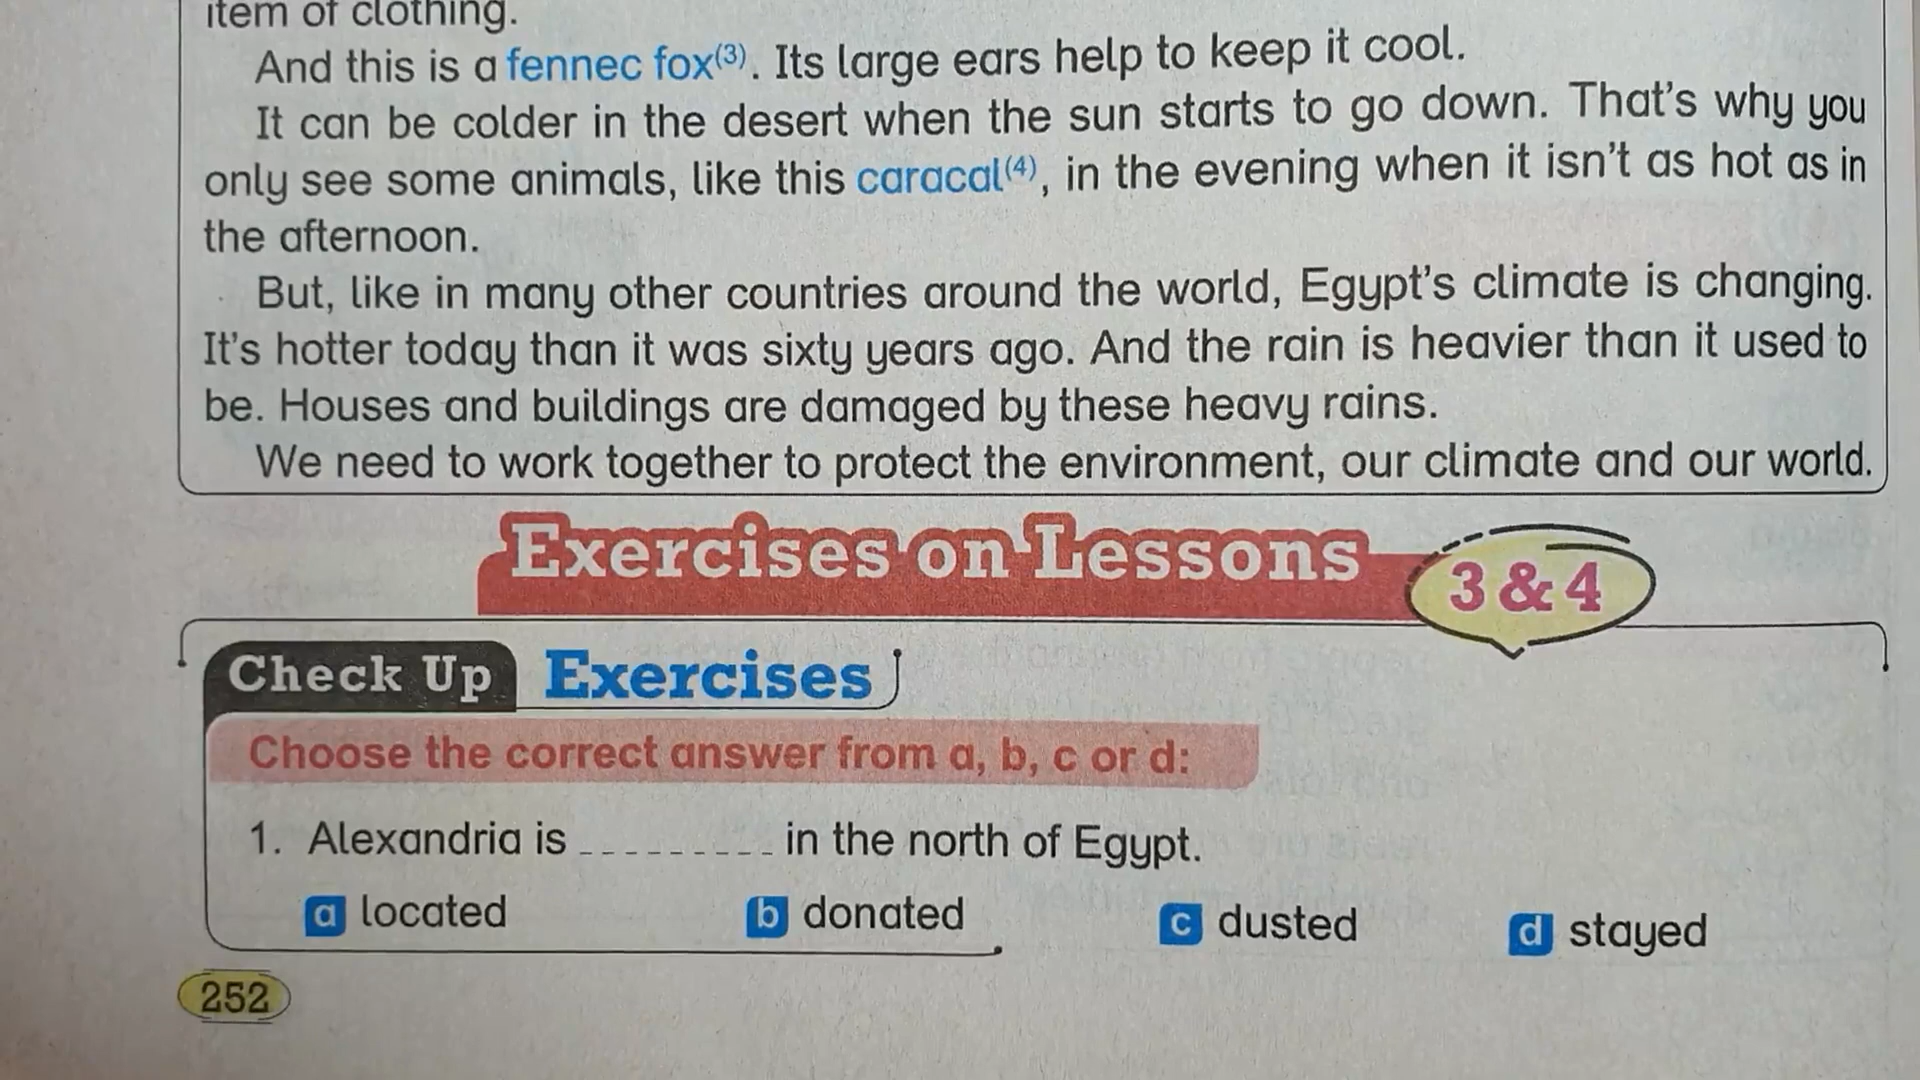 item of clothing.
And this is a fennec fox(3). Its large ears help to keep it cool.
It can be colder in the desert when the sun starts to go down. That's why you
only see some animals, like this caracal(4), in the evening when it isn't as hot as in
the afternoon.
But, like in many other countries around the world, Egypt's climate is changing.
It's hotter today than it was sixty years ago. And the rain is heavier than it used to
be. Houses and buildings are damaged by these heavy rains.
We need to work together to protect the environment, our climate and our world.
Exercises on Lessons 3 & 4
Check Up Exercises
Choose the correct answer from a, b, c or d:
1. Alexandria is _________ in the north of Egypt.
a located b donated c dusted d stayed
252